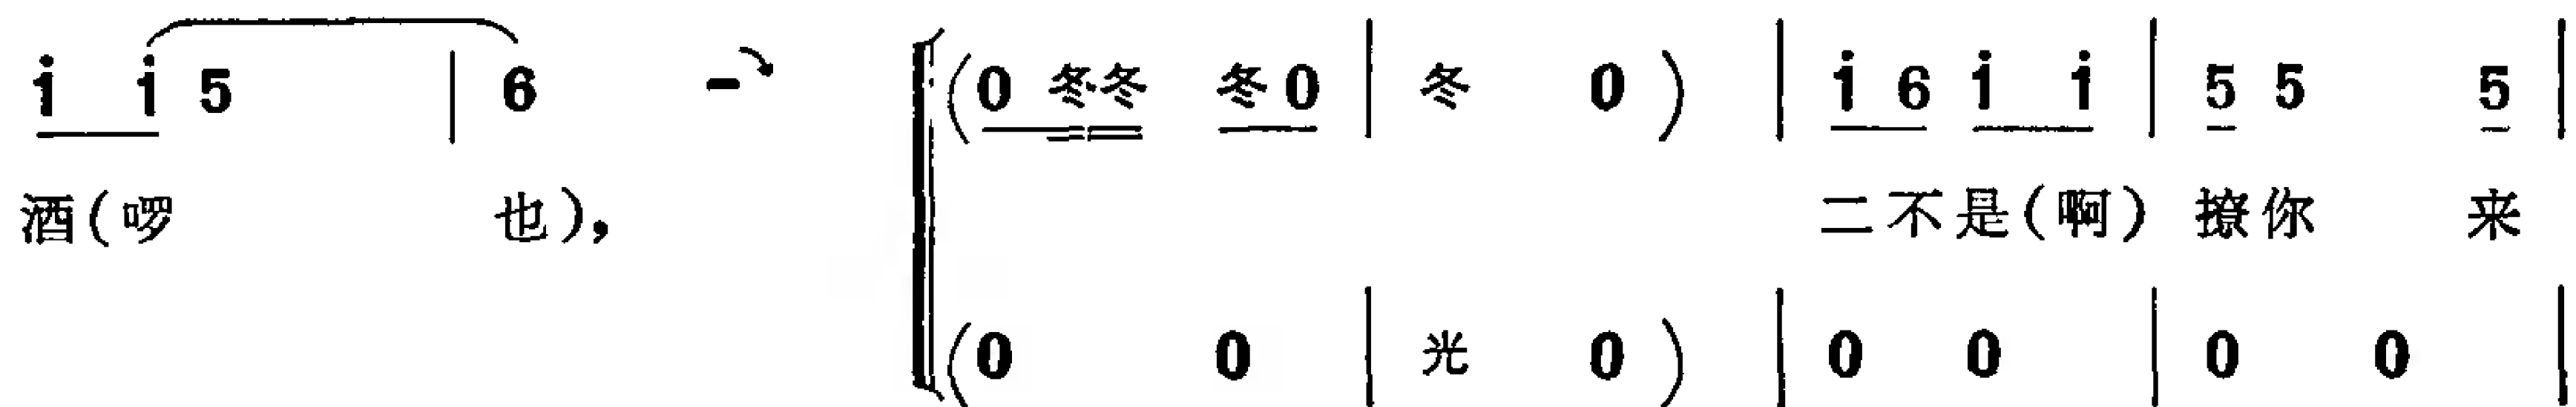 i i 5 | 6 - (0 冬冬 冬0 | 冬 0) | i 6 i i | 5 5 5 |
酒(啰 也), 二不是(啊) 撩你 来
(0 0 | 光 0) | 0 0 | 0 0 |